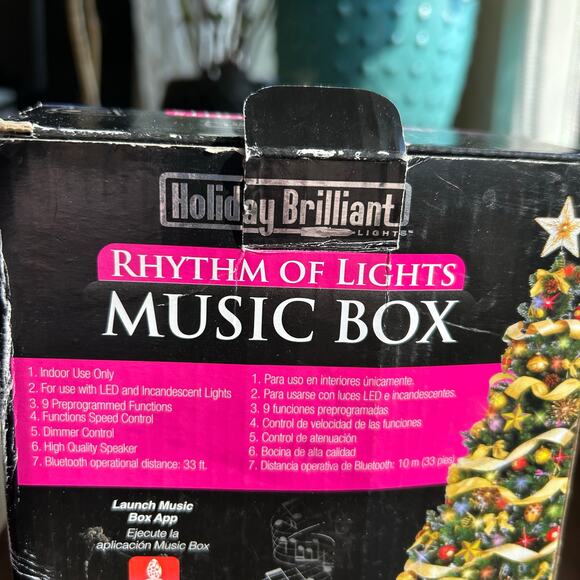 Holiday Brilliant
LIGHTS™
RHYTHM OF LIGHTS
MUSIC BOX
1. Indoor Use Only
2. For use with LED and Incandescent Lights
3. 9 Preprogrammed Functions
4. Functions Speed Control
5. Dimmer Control
6. High Quality Speaker
7. Bluetooth operational distance: 33 ft.
1. Para uso en interiores únicamente.
2. Para usarse con luces LED e incandescentes.
3. 9 funciones preprogramadas
4. Control de velocidad de las funciones
5. Control de atenuación
6. Bocina de alta calidad
7. Distancia operativa de Bluetooth: 10 m (33 pies)
Launch Music
Box App
Ejecute la
aplicación Music Box